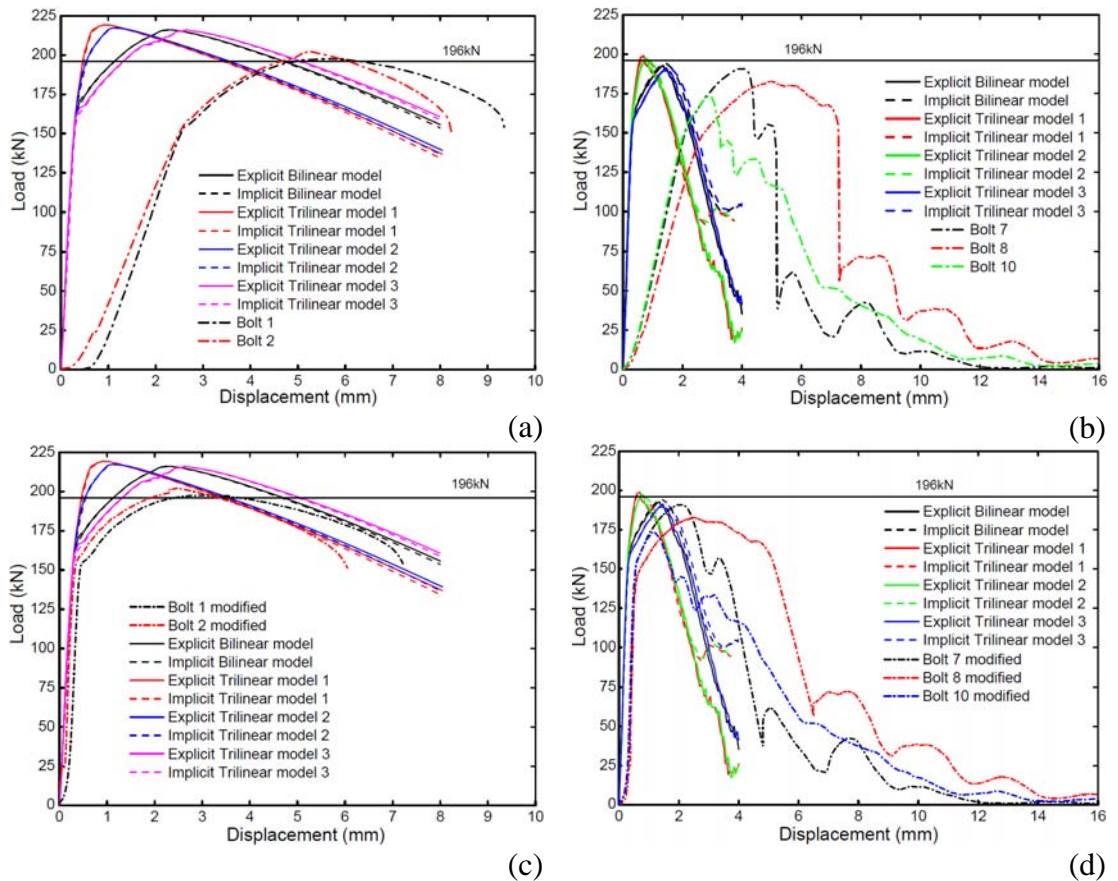 225
200
175
150
125
100
75
50
25
0
Load (kN)
196kN
Explicit Bilinear model
Implicit Bilinear model
Explicit Trilinear model 1
Implicit Trilinear model 1
Explicit Trilinear model 2
Implicit Trilinear model 2
Explicit Trilinear model 3
Implicit Trilinear model 3
Bolt 1
Bolt 2
0 1 2 3 4 5 6 7 8 9 10
Displacement (mm)
(a)
225
200
175
150
125
100
75
50
25
0
Load (kN)
196kN
Explicit Bilinear model
Implicit Bilinear model
Explicit Trilinear model 1
Implicit Trilinear model 1
Explicit Trilinear model 2
Implicit Trilinear model 2
Explicit Trilinear model 3
Implicit Trilinear model 3
Bolt 7
Bolt 8
Bolt 10
0 2 4 6 8 10 12 14 16
Displacement (mm)
(b)
225
200
175
150
125
100
75
50
25
0
Load (kN)
196kN
Bolt 1 modified
Bolt 2 modified
Explicit Bilinear model
Implicit Bilinear model
Explicit Trilinear model 1
Implicit Trilinear model 1
Explicit Trilinear model 2
Implicit Trilinear model 2
Explicit Trilinear model 3
Implicit Trilinear model 3
0 1 2 3 4 5 6 7 8 9 10
Displacement (mm)
(c)
225
200
175
150
125
100
75
50
25
0
Load (kN)
196kN
Explicit Bilinear model
Implicit Bilinear model
Explicit Trilinear model 1
Implicit Trilinear model 1
Explicit Trilinear model 2
Implicit Trilinear model 2
Explicit Trilinear model 3
Implicit Trilinear model 3
Bolt 7 modified
Bolt 8 modified
Bolt 10 modified
0 2 4 6 8 10 12 14 16
Displacement (mm)
(d)